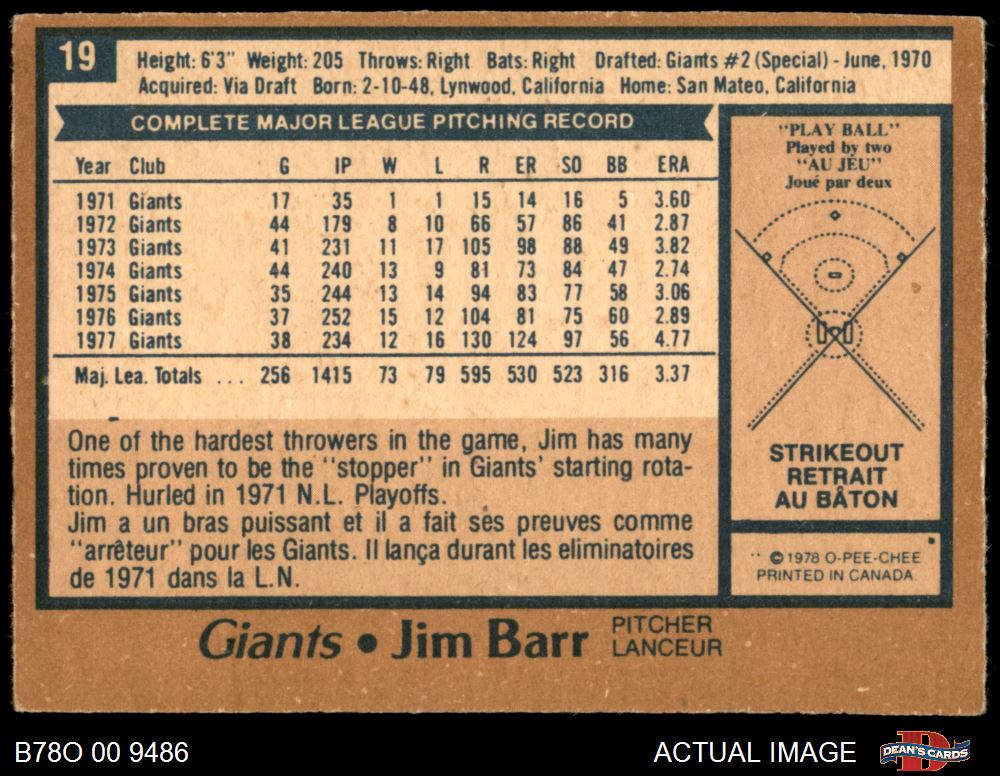 19
Height: 6'3" Weight: 205 Throws: Right Bats: Right Drafted: Giants #2 (Special) - June, 1970
Acquired: Via Draft Born: 2-10-48, Lynwood, California Home: San Mateo, California
COMPLETE MAJOR LEAGUE PITCHING RECORD
Year Club G IP W L R ER SO BB ERA
1971 Giants 17 35 1 1 15 14 16 5 3.60
1972 Giants 44 179 8 10 66 57 86 41 2.87
1973 Giants 41 231 11 17 105 98 88 49 3.82
1974 Giants 44 240 13 9 81 73 84 47 2.74
1975 Giants 35 244 13 14 94 83 77 58 3.06
1976 Giants 37 252 15 12 104 81 75 60 2.89
1977 Giants 38 234 12 16 130 124 97 56 4.77
Maj. Lea. Totals ... 256 1415 73 79 595 530 523 316 3.37
One of the hardest throwers in the game, Jim has many
times proven to be the "stopper" in Giants' starting rota-
tion. Hurled in 1971 N.L. Playoffs.
Jim a un bras puissant et il a fait ses preuves comme
"arrêteur" pour les Giants. Il lança durant les eliminatoires
de 1971 dans la L.N.
"PLAY BALL"
Played by two
"AU JEU"
Joué par deux
STRIKEOUT
RETRAIT
AU BÂTON
©1978 O-PEE-CHEE
PRINTED IN CANADA
Giants • Jim Barr PITCHER
LANCEUR
B78O 00 9486
ACTUAL IMAGE
DEAN'S CARDS